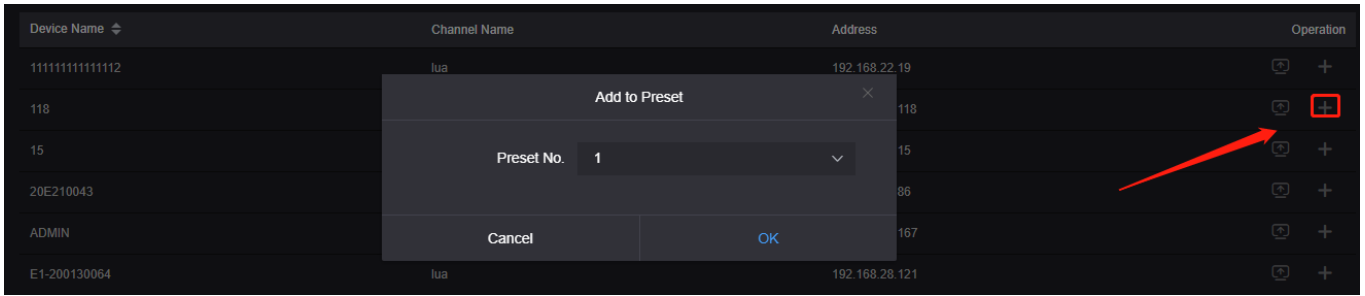 Device Name Channel Name Address Operation
111111111111112 lua 192.168.22.19
Add to Preset
118 118
15 15
Preset No. 1
20E210043 86
ADMIN 167
Cancel OK
E1-200130064 lua 192.168.28.121